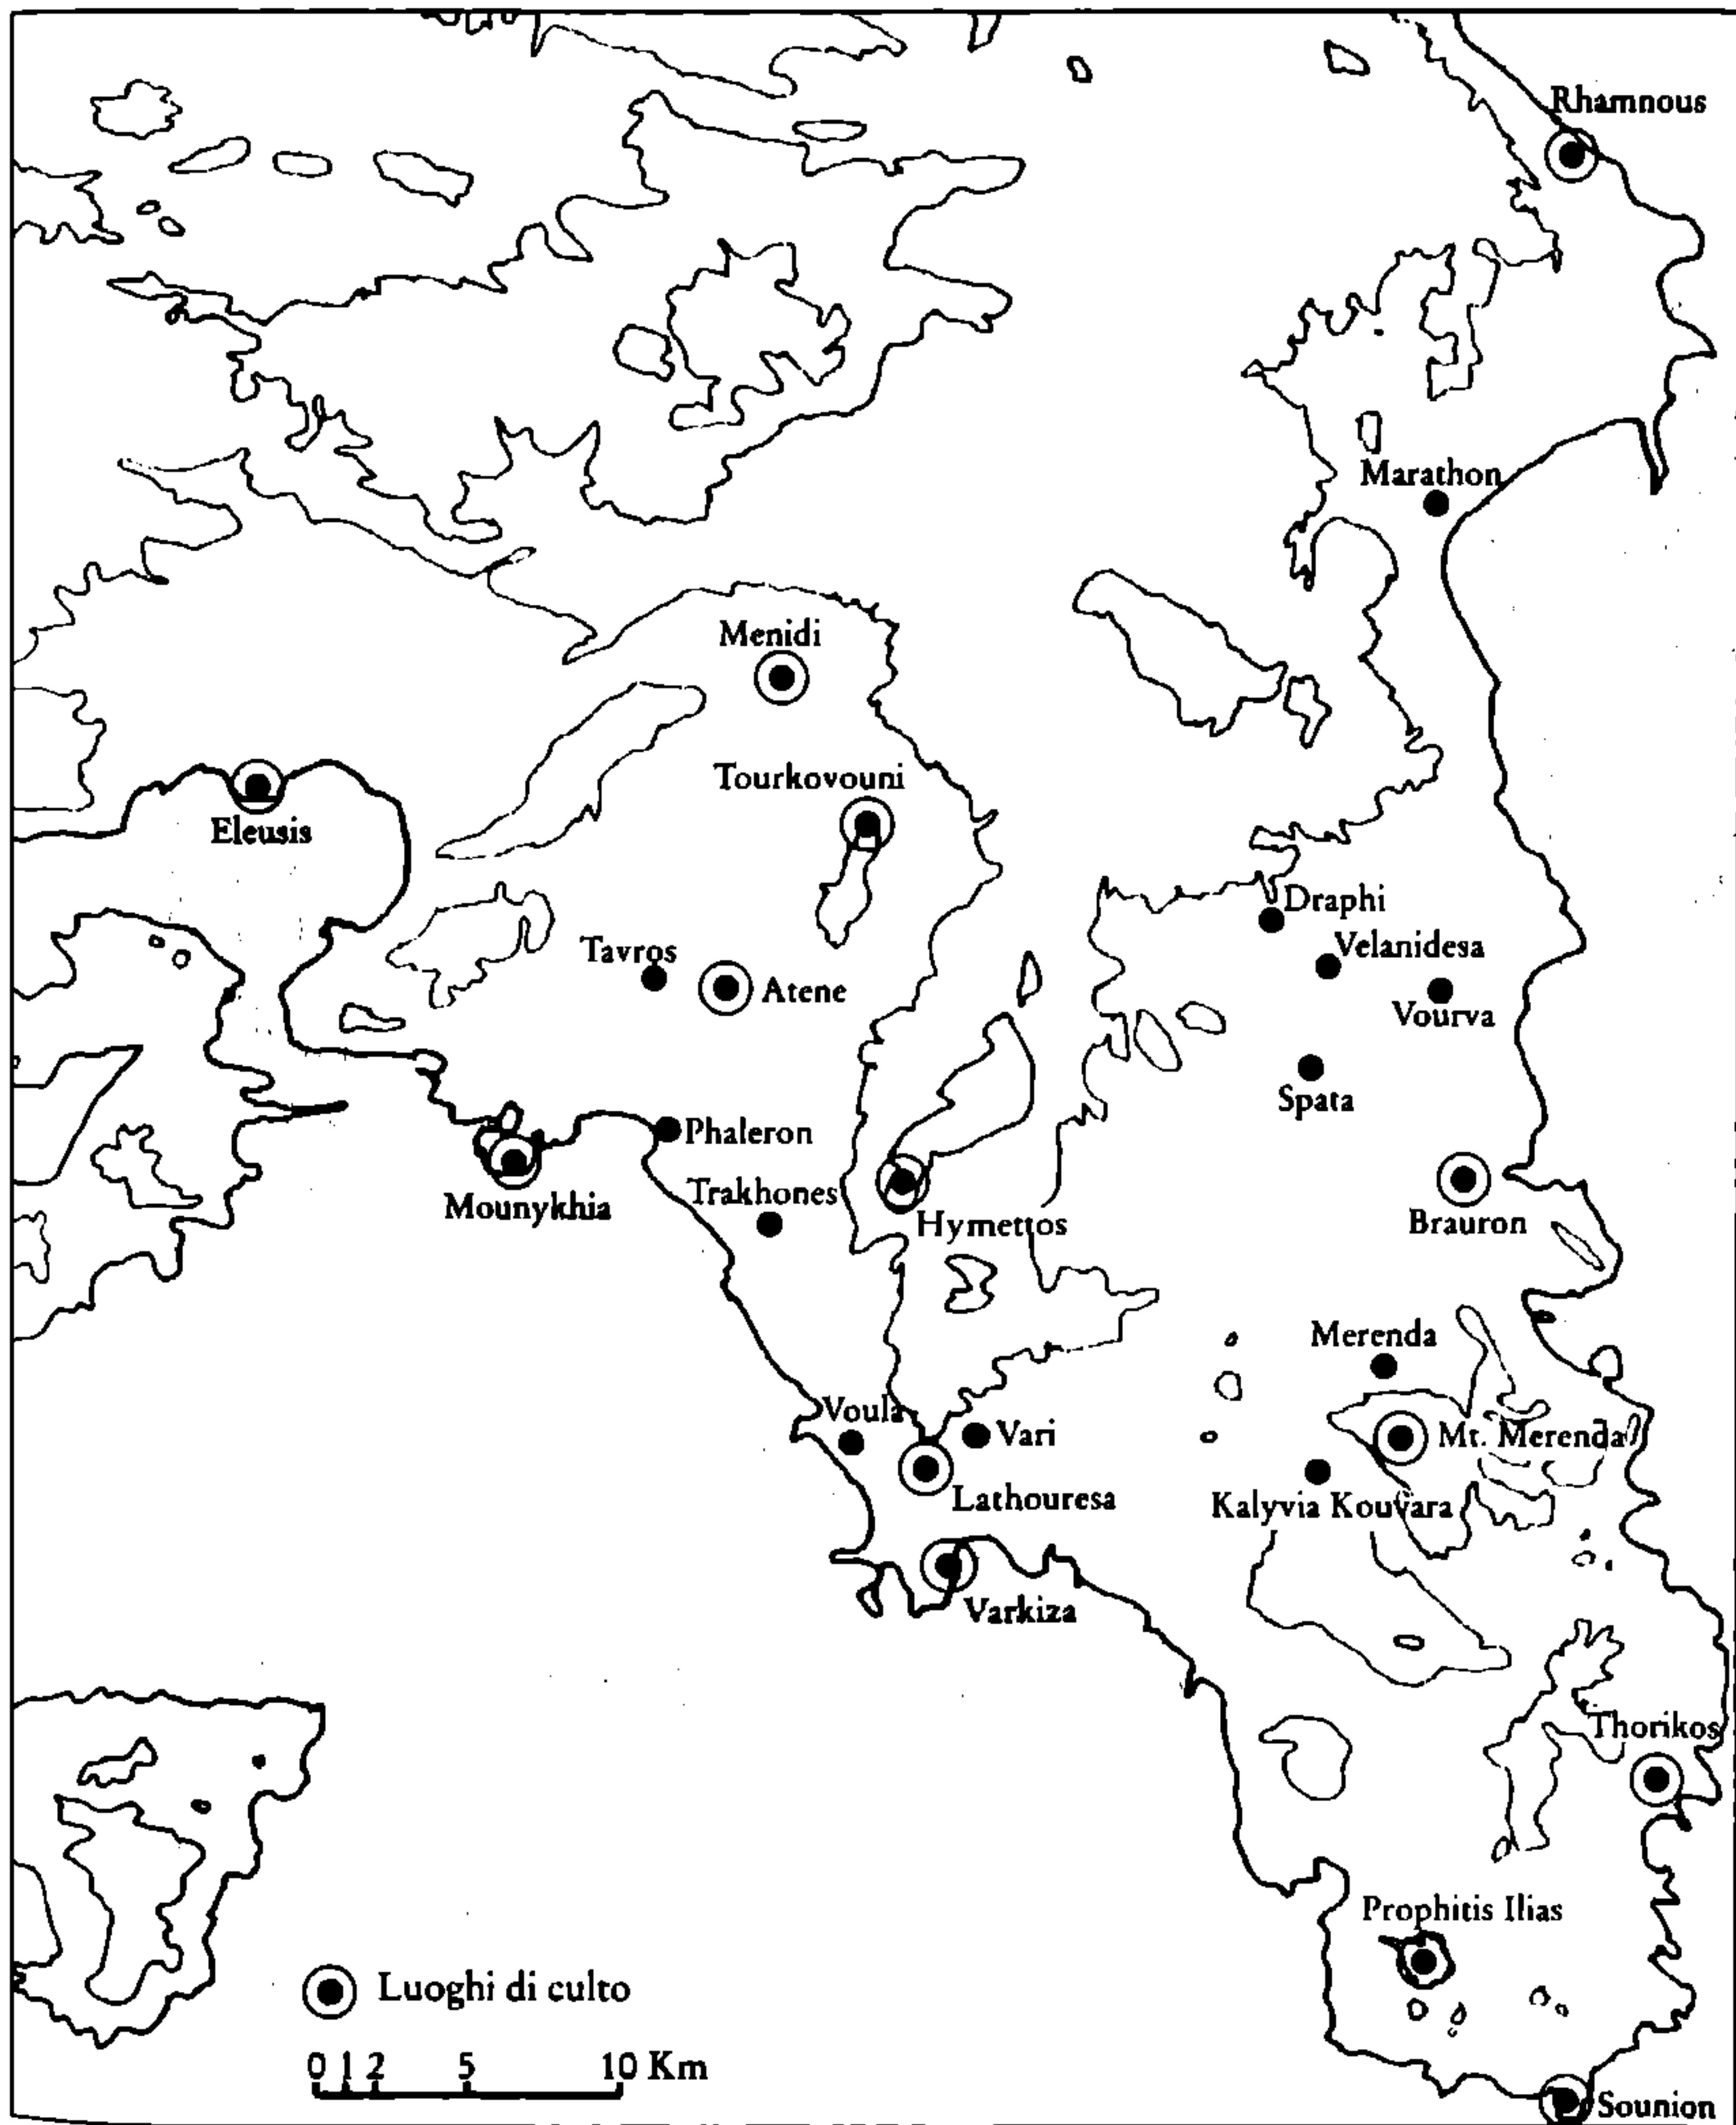 Rhamnous
Marathon
Menidi
Tourkovouni
Eleusis
Draphi
Tavros
Velanidesa
Atene
Vourva
Spata
Phaleron
Trakhones
Mounykhia
Hymettos
Brauron
Merenda
Voula
Vari
Mt. Merenda
Lathouresa
Kalyvia Kouvara
Varkiza
Thorikos
Prophitis Ilias
Luoghi di culto
0 1 2 5 10 Km
Sounion